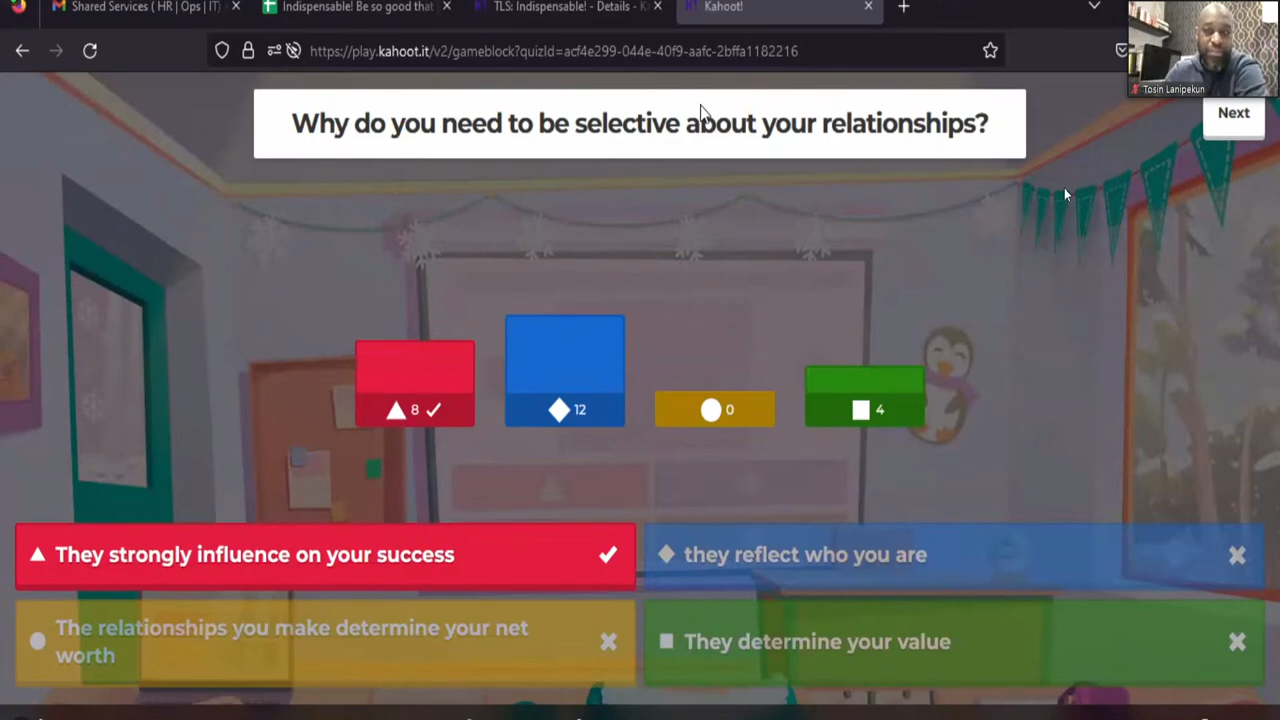 Shared Services ( HR | Ops | IT)
Indispensable! Be so good that
TLS: Indispensable! - Details - K
Kahoot!
https://play.kahoot.it/v2/gameblock?quizId=acf4e299-044e-40f9-aafc-2bffa1182216
Tosin Lanipekun
Why do you need to be selective about your relationships?
Next
8
12
0
4
They strongly influence on your success
they reflect who you are
The relationships you make determine your net
worth
They determine your value